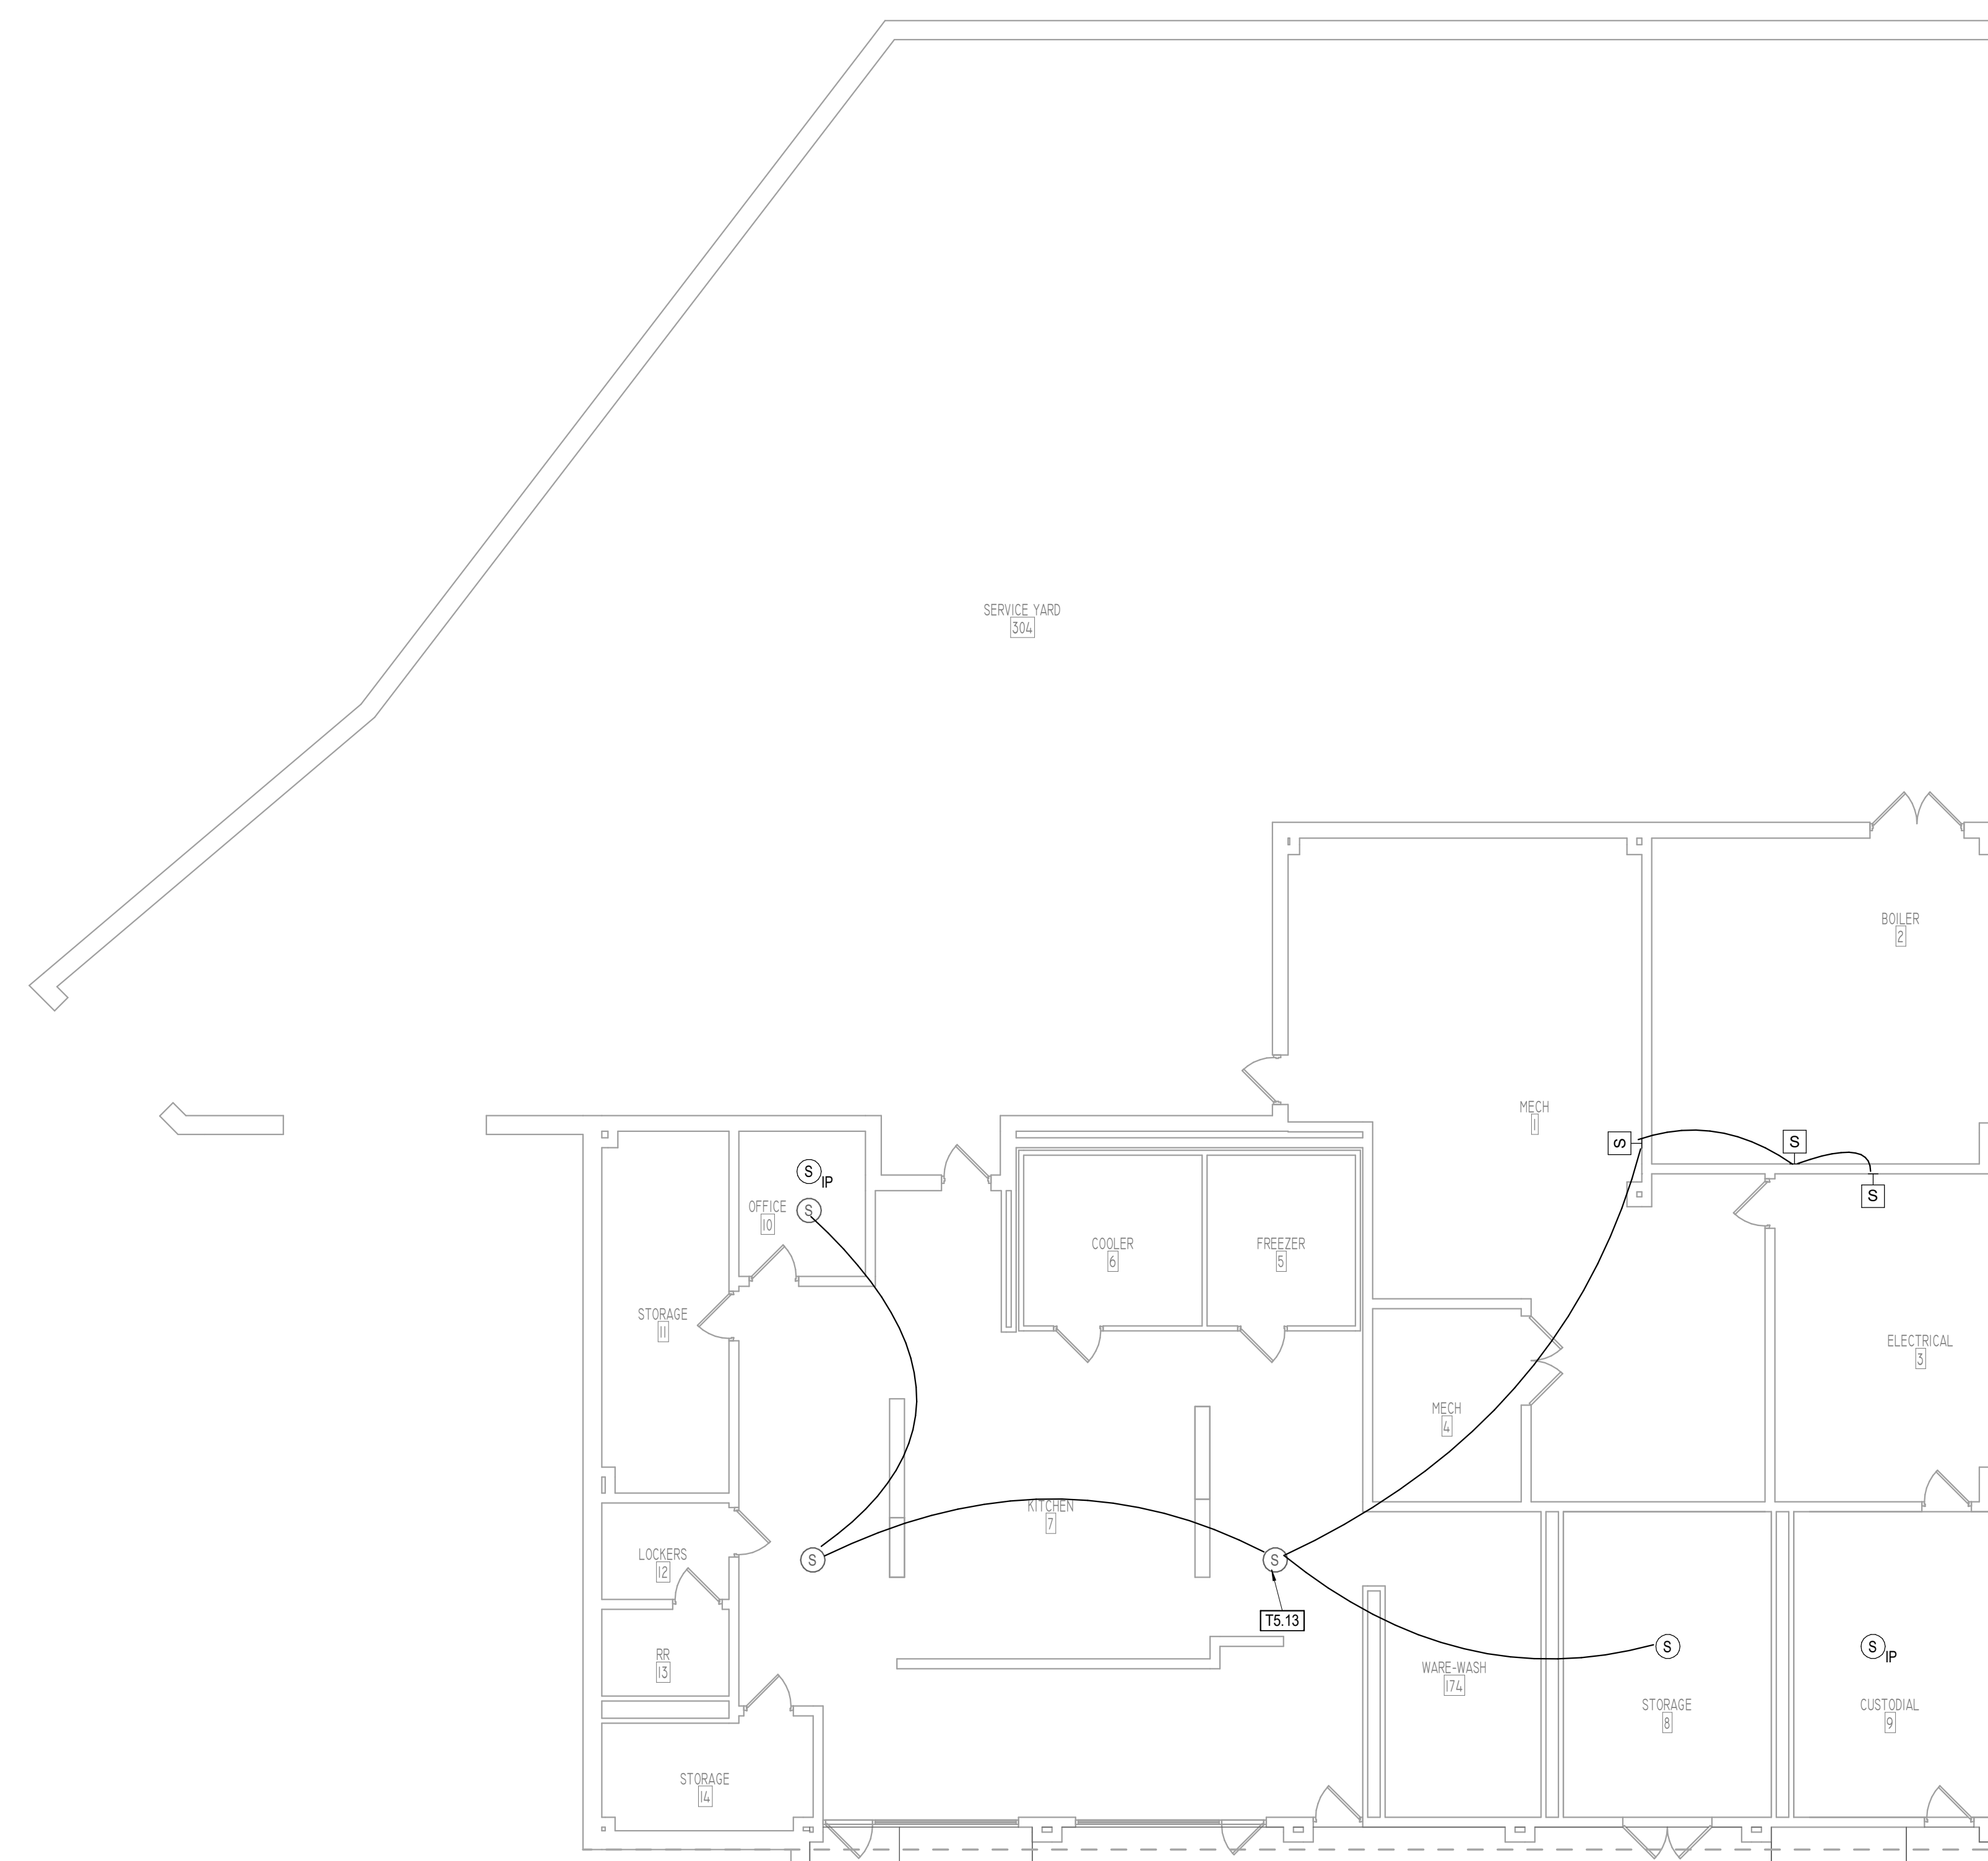 SERVICE YARD
304
BOILER
2
MECH
1
S
S
S
S
IP
OFFICE
10
S
COOLER
6
FREEZER
5
STORAGE
11
ELECTRICAL
3
MECH
4
KITCHEN
7
LOCKERS
12
S
S
T5.13
RR
13
WARE-WASH
174
S
STORAGE
8
S
IP
CUSTODIAL
9
STORAGE
14